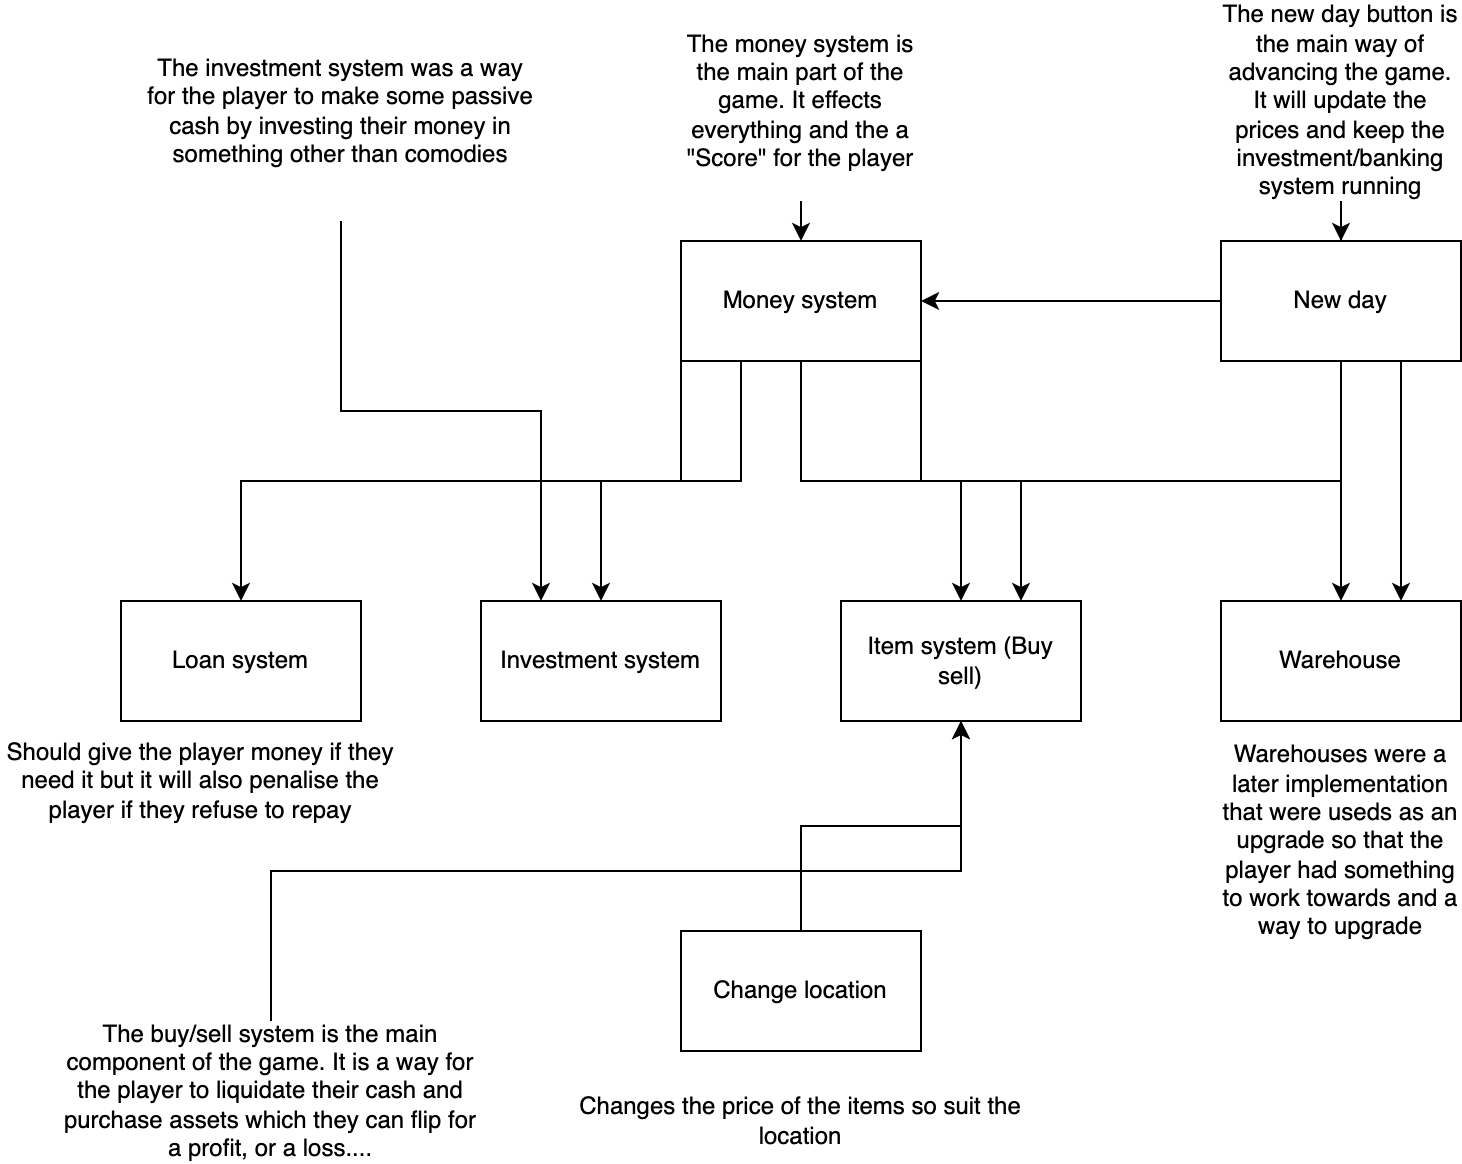 The investment system was a way
for the player to make some passive
cash by investing their money in
something other than comodies
The money system is
the main part of the
game. It effects
everything and the a
"Score" for the player
The new day button is
the main way of
advancing the game.
It will update the
prices and keep the
investment/banking
system running
Money system
New day
Loan system
Investment system
Item system (Buy
sell)
Warehouse
Should give the player money if they
need it but it will also penalise the
player if they refuse to repay
Warehouses were a
later implementation
that were useds as an
upgrade so that the
player had something
to work towards and a
way to upgrade
Change location
The buy/sell system is the main
component of the game. It is a way for
the player to liquidate their cash and
purchase assets which they can flip for
a profit, or a loss....
Changes the price of the items so suit the
location